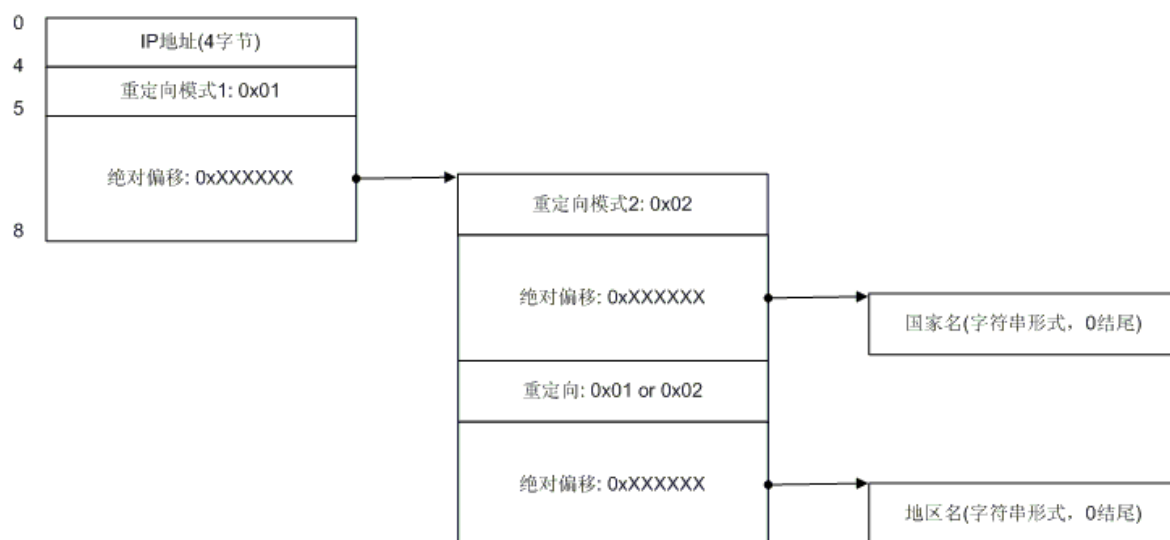 0
IP地址(4字节)
4
重定向模式1: 0x01
5
绝对偏移: 0xXXXXXX
8
重定向模式2: 0x02
绝对偏移: 0xXXXXXX
国家名(字符串形式，0结尾)
重定向: 0x01 or 0x02
绝对偏移: 0xXXXXXX
地区名(字符串形式，0结尾)